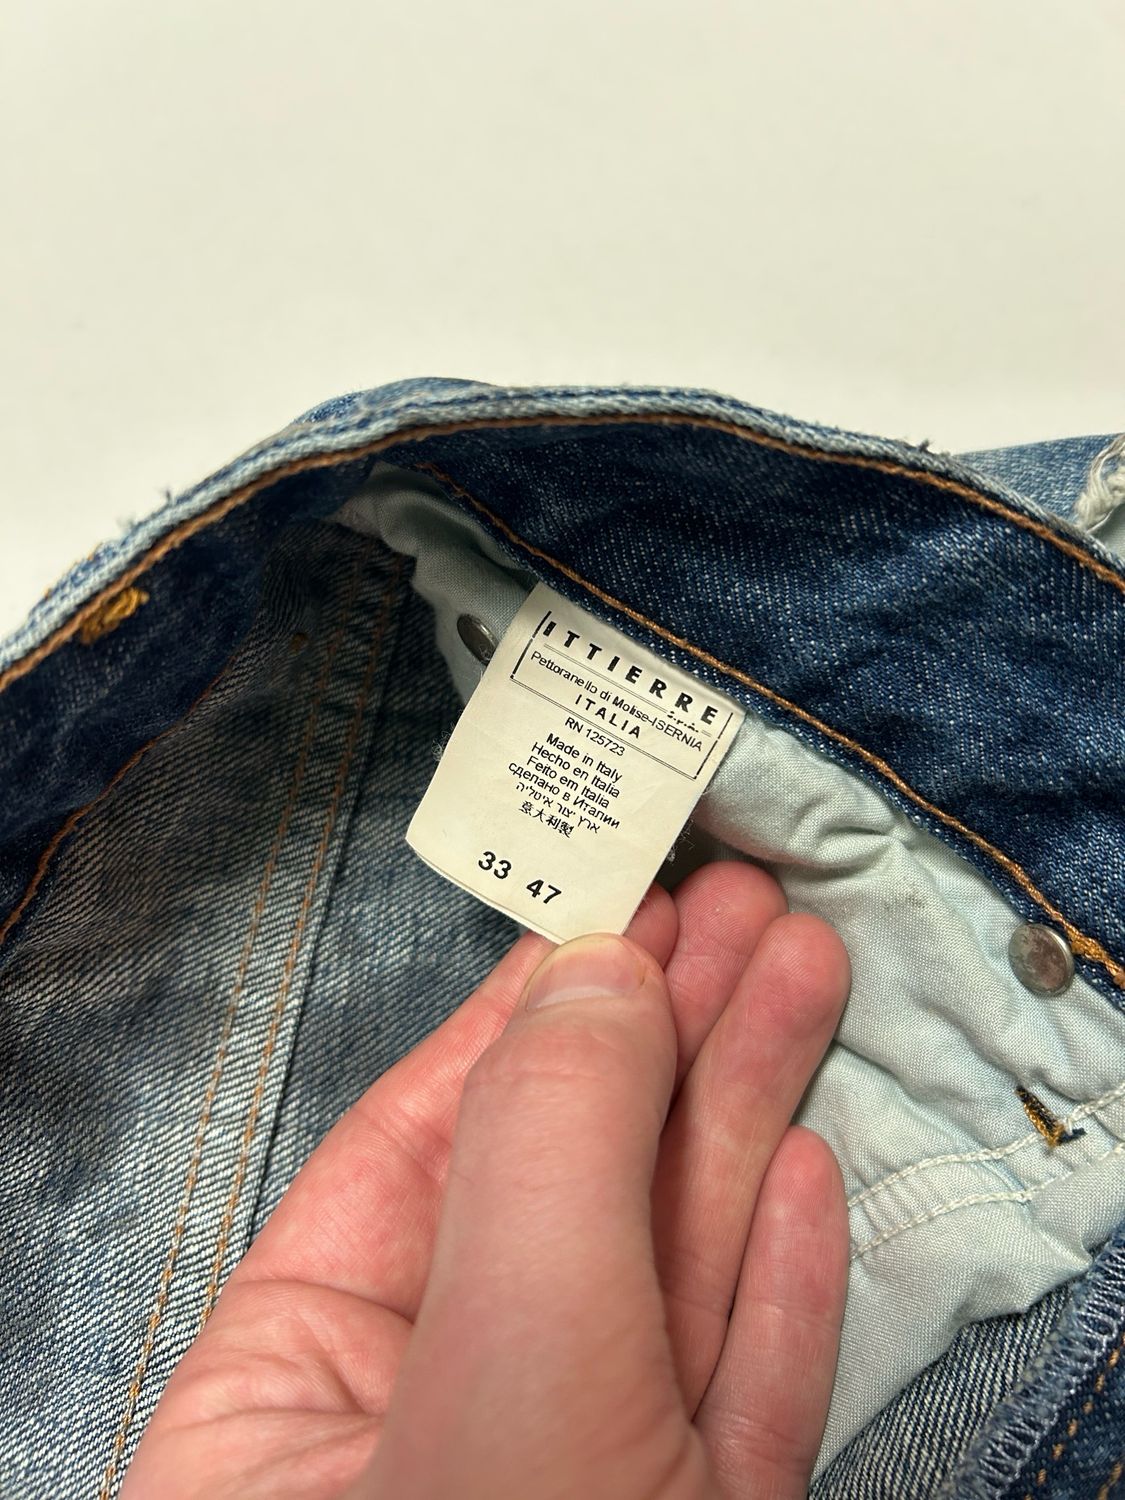 ITTIERRE
s.p.a.
Pettoranello di Molise-ISERNIA
ITALIA
RN 125723
Made in Italy
Hecho en Italia
Feito em Italia
сделано в Италии
ארץ יצור איטליה
意大利製
33 47